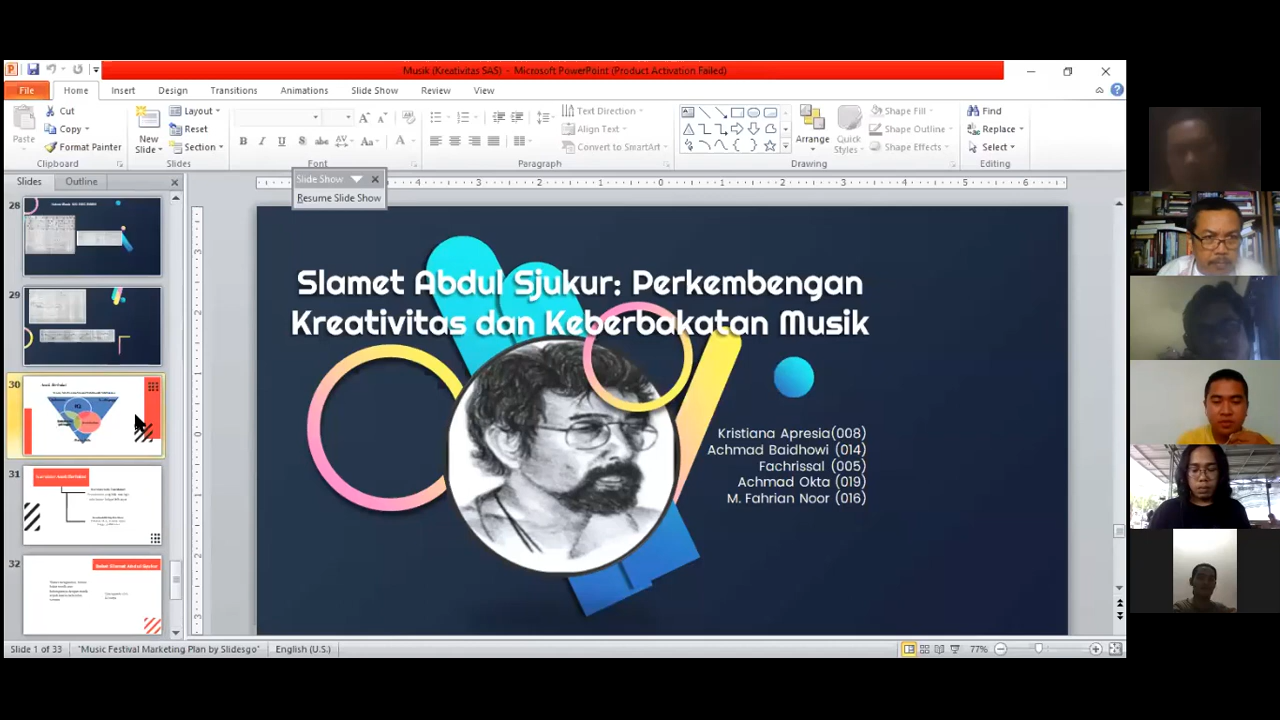 Musik (Kreativitas SAS) - Microsoft PowerPoint (Product Activation Failed)
File Home Insert Design Transitions Animations Slide Show Review View
Paste
Cut
Copy
Format Painter
Clipboard
New
Slide
Layout
Reset
Section
Slides
Font
Text Direction
Align Text
Convert to SmartArt
Paragraph
Arrange
Quick
Styles
Shape Fill
Shape Outline
Shape Effects
Drawing
Find
Replace
Select
Editing
Slides Outline
Slide Show
Resume Slide Show
28
29
30
31
32
Slamet Abdul Sjukur: Perkembengan
Kreativitas dan Keberbakatan Musik
Kristiana Apresia(008)
Achmad Baidhowi (014)
Fachrissal (005)
Achmad Okta (019)
M. Fahrian Noor (016)
Slide 1 of 33 "Music Festival Marketing Plan by Slidesgo" English (U.S.) 77%